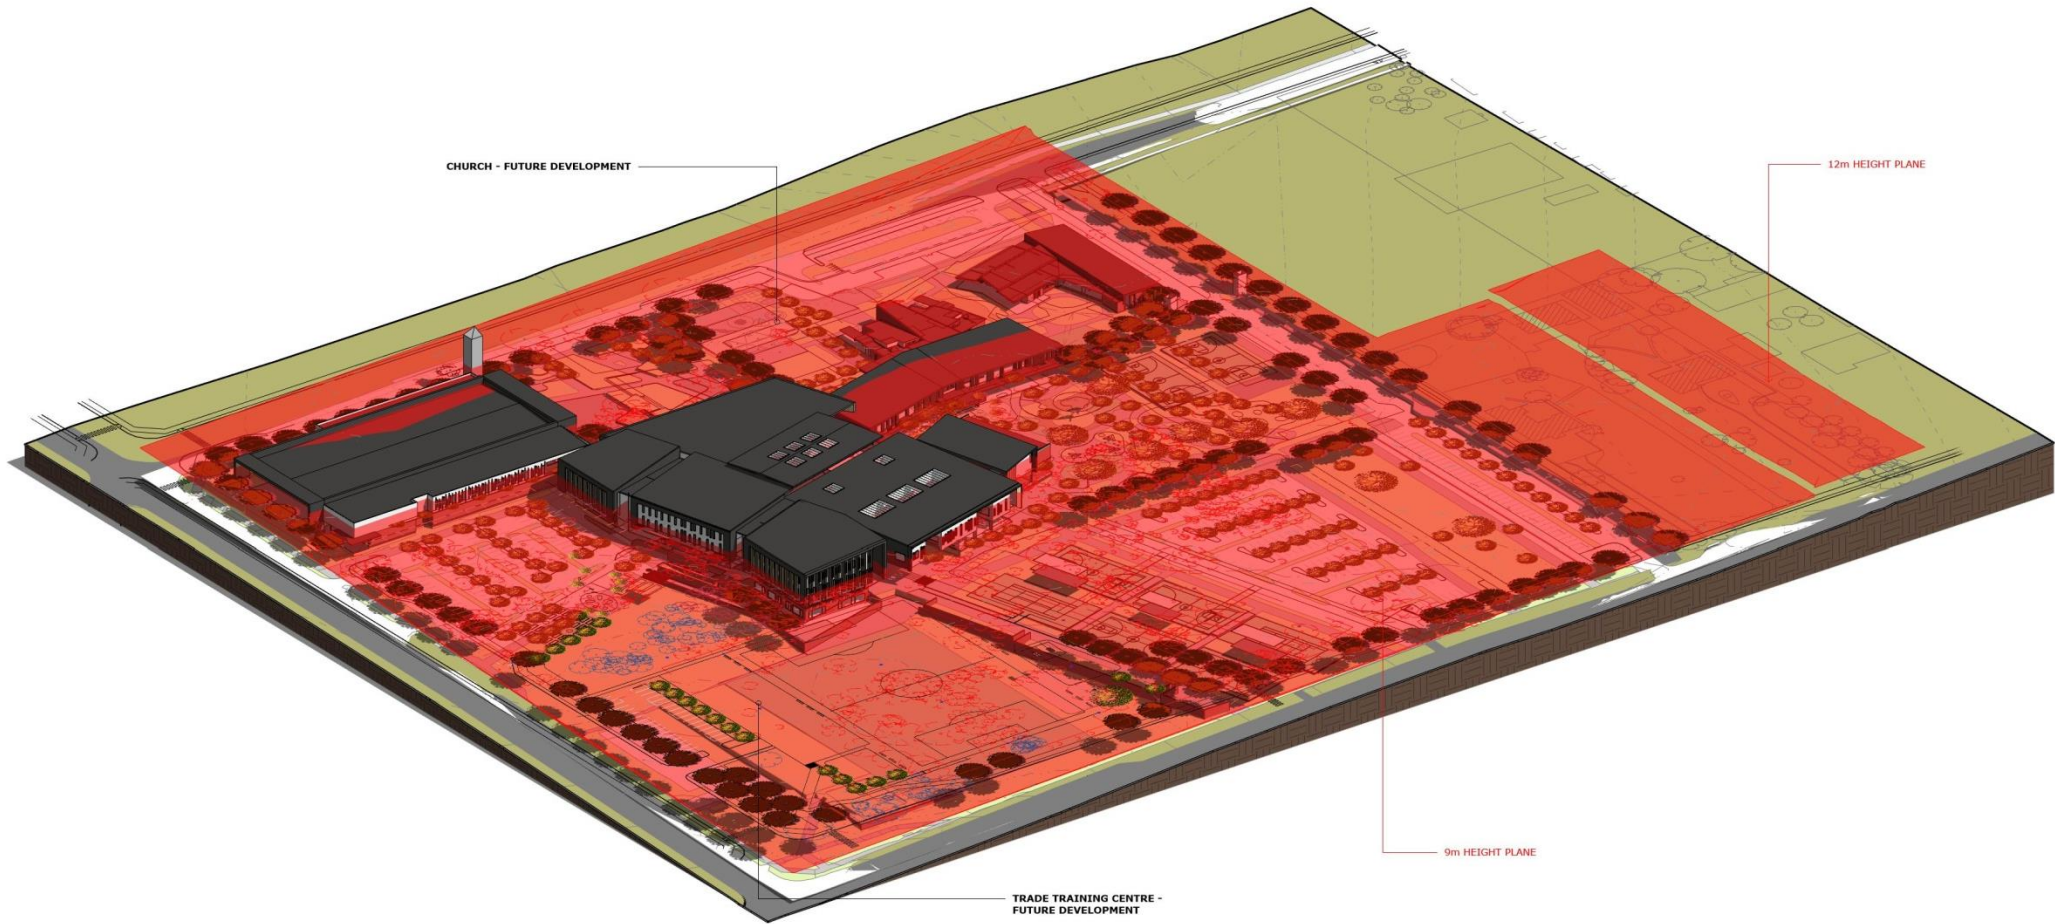 CHURCH - FUTURE DEVELOPMENT
12m HEIGHT PLANE
9m HEIGHT PLANE
TRADE TRAINING CENTRE -
FUTURE DEVELOPMENT